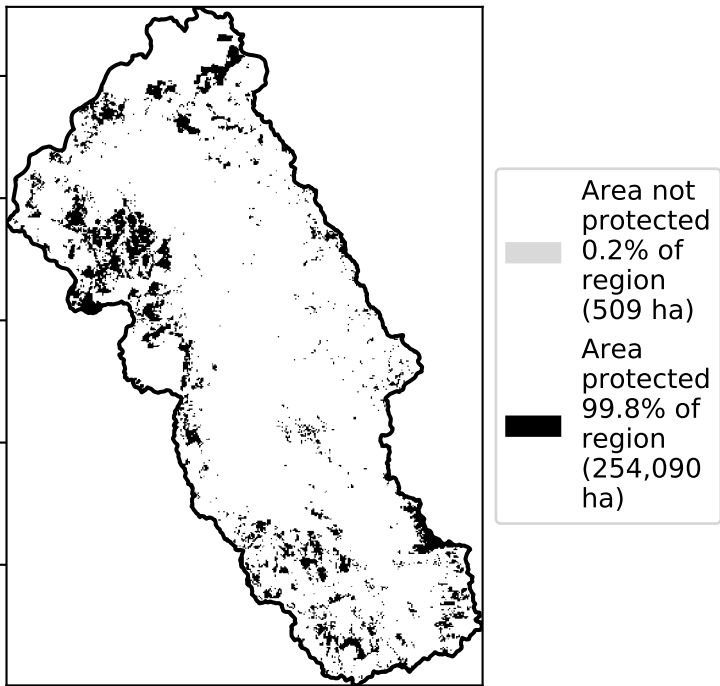 Area not
protected
0.2% of
region
(509 ha)
Area
protected
99.8% of
region
(254,090
ha)